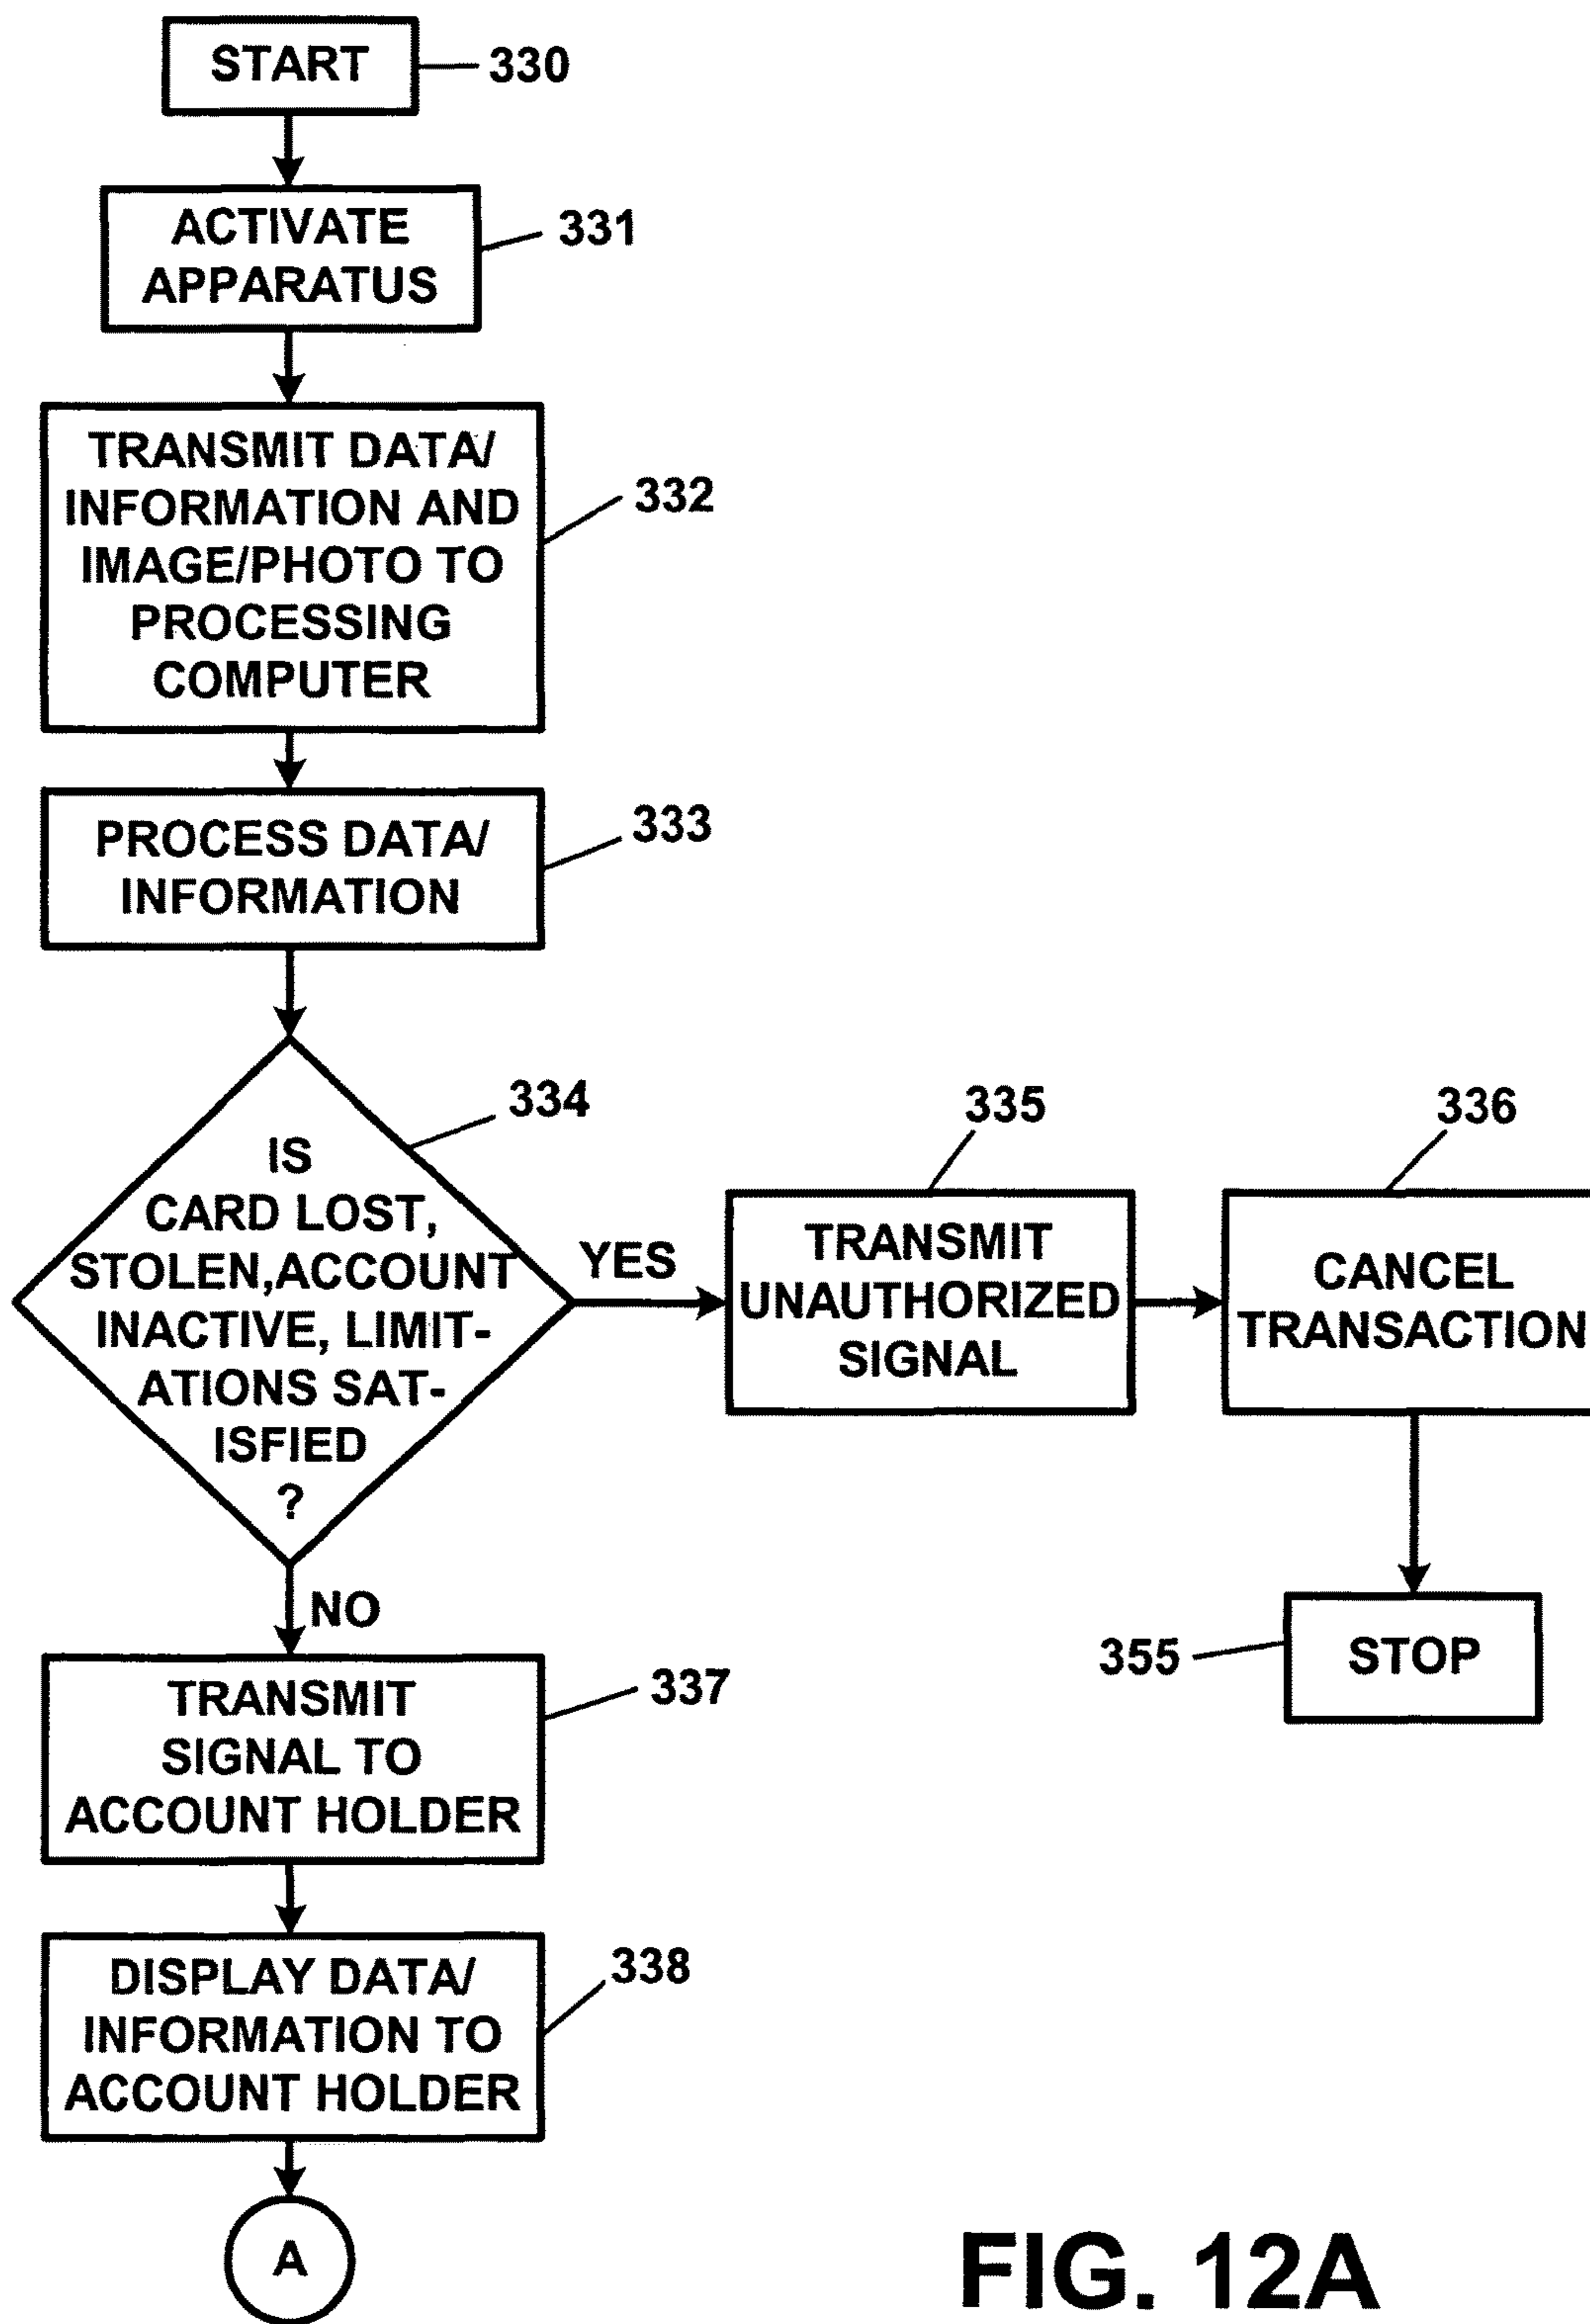 START
330
ACTIVATE
APPARATUS
331
TRANSMIT DATA/
INFORMATION AND
IMAGE/PHOTO TO
PROCESSING
COMPUTER
332
PROCESS DATA/
INFORMATION
333
IS
CARD LOST,
STOLEN,ACCOUNT
INACTIVE, LIMIT-
ATIONS SAT-
ISFIED
?
334
YES
TRANSMIT
UNAUTHORIZED
SIGNAL
335
CANCEL
TRANSACTION
336
STOP
355
NO
TRANSMIT
SIGNAL TO
ACCOUNT HOLDER
337
DISPLAY DATA/
INFORMATION TO
ACCOUNT HOLDER
338
A
FIG. 12A